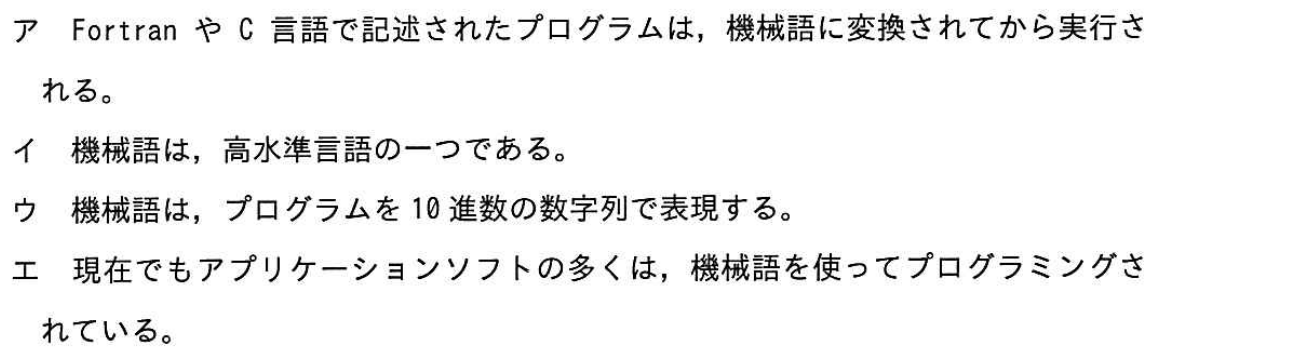 ア　Fortran や C 言語で記述されたプログラムは，機械語に変換されてから実行さ
れる。
イ　機械語は，高水準言語の一つである。
ウ　機械語は，プログラムを 10 進数の数字列で表現する。
エ　現在でもアプリケーションソフトの多くは，機械語を使ってプログラミングさ
れている。